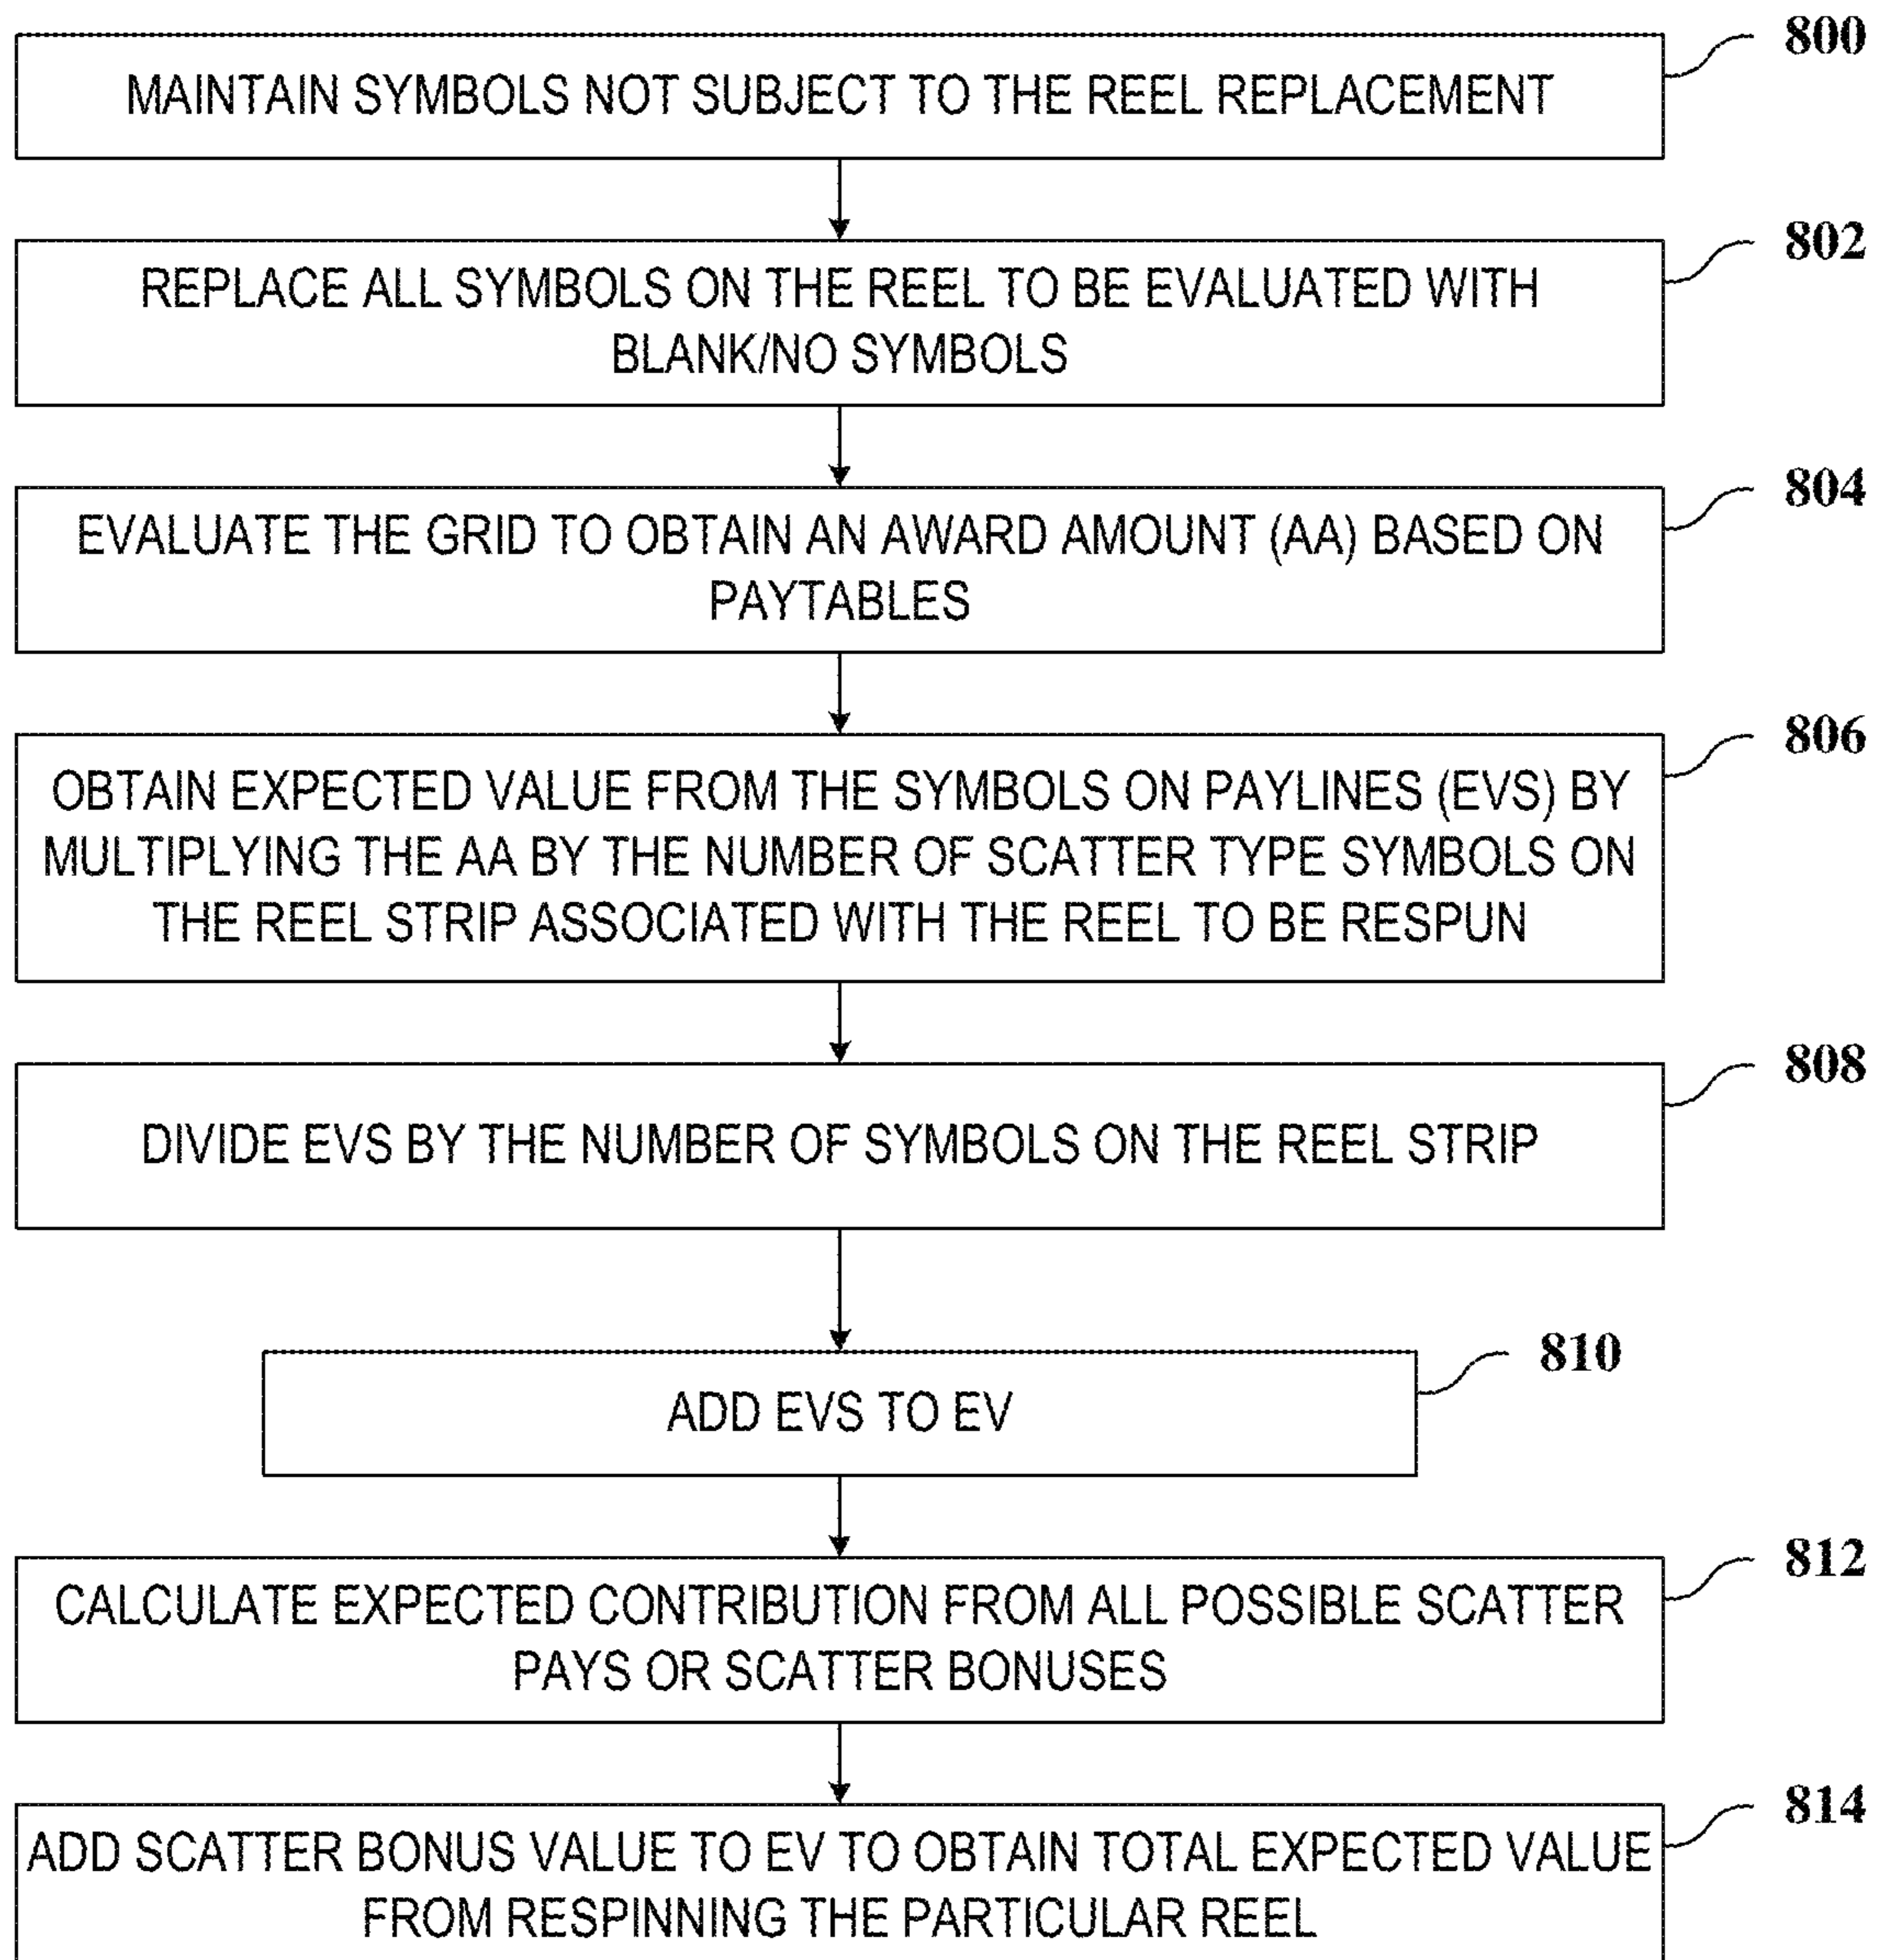 800
MAINTAIN SYMBOLS NOT SUBJECT TO THE REEL REPLACEMENT
802
REPLACE ALL SYMBOLS ON THE REEL TO BE EVALUATED WITH
BLANK/NO SYMBOLS
804
EVALUATE THE GRID TO OBTAIN AN AWARD AMOUNT (AA) BASED ON
PAYTABLES
806
OBTAIN EXPECTED VALUE FROM THE SYMBOLS ON PAYLINES (EVS) BY
MULTIPLYING THE AA BY THE NUMBER OF SCATTER TYPE SYMBOLS ON
THE REEL STRIP ASSOCIATED WITH THE REEL TO BE RESPUN
808
DIVIDE EVS BY THE NUMBER OF SYMBOLS ON THE REEL STRIP
810
ADD EVS TO EV
812
CALCULATE EXPECTED CONTRIBUTION FROM ALL POSSIBLE SCATTER
PAYS OR SCATTER BONUSES
814
ADD SCATTER BONUS VALUE TO EV TO OBTAIN TOTAL EXPECTED VALUE
FROM RESPINNING THE PARTICULAR REEL